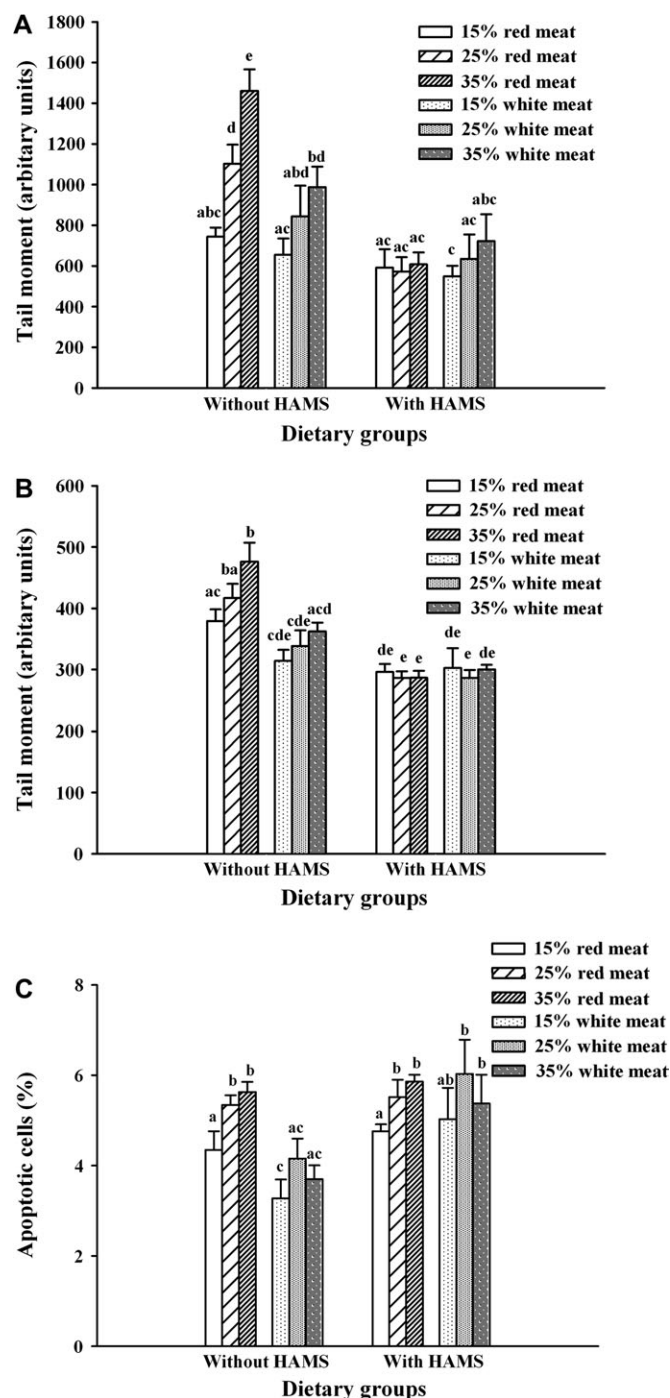 A
15% red meat
25% red meat
35% red meat
15% white meat
25% white meat
35% white meat
Tail moment (arbitary units)
1800
1600
1400
1200
1000
800
600
400
200
0
abc
d
e
ac
abd
bd
ac
ac
ac
c
ac
abc
Without HAMS
With HAMS
Dietary groups
B
15% red meat
25% red meat
35% red meat
15% white meat
25% white meat
35% white meat
Tail moment (arbitary units)
600
500
400
300
200
100
0
ac
ba
b
cde
cde
acd
de
e
e
de
e
de
Without HAMS
With HAMS
Dietary groups
C
15% red meat
25% red meat
35% red meat
15% white meat
25% white meat
35% white meat
Apoptotic cells (%)
8
6
4
2
0
a
b
b
c
ac
ac
a
b
b
ab
b
b
Without HAMS
With HAMS
Dietary groups